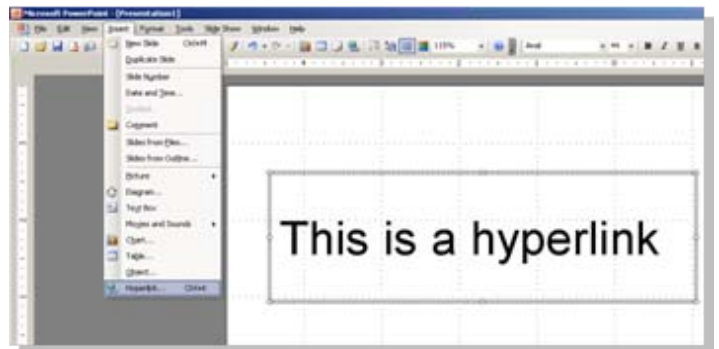 Microsoft PowerPoint - [Presentation1]
File Edit View Insert Format Tools Slide Show Window Help
115% Arial
New Slide Ctrl+M
Duplicate Slide
Slide Number
Date and Time...
Symbol...
Comment
Slides from Files...
Slides from Outline...
Picture
Diagram...
Text Box
Movies and Sounds
Chart...
Table...
Object...
Hyperlink... Ctrl+K
This is a hyperlink